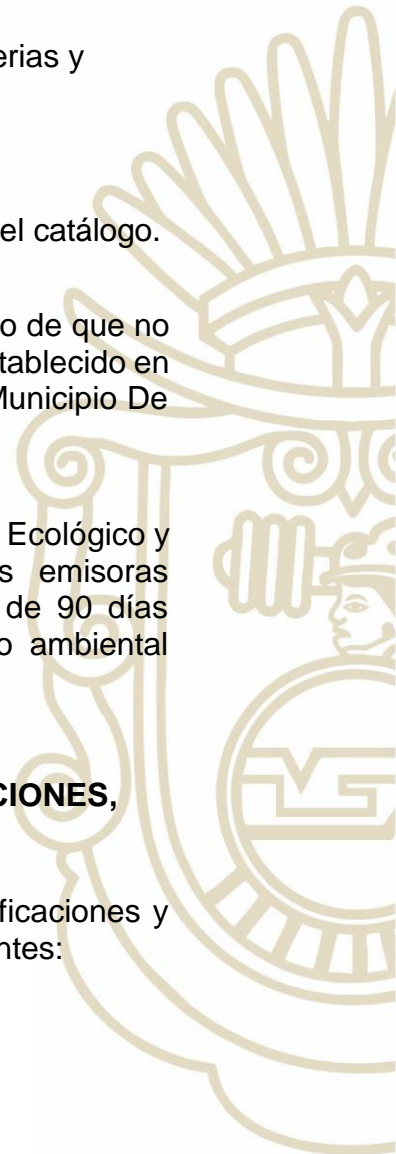 erias y
el catálogo.
o de que no
tablecido en
Municipio De
Ecológico y
s emisoras
de 90 días
o ambiental
CIONES,
ficaciones y
ntes: